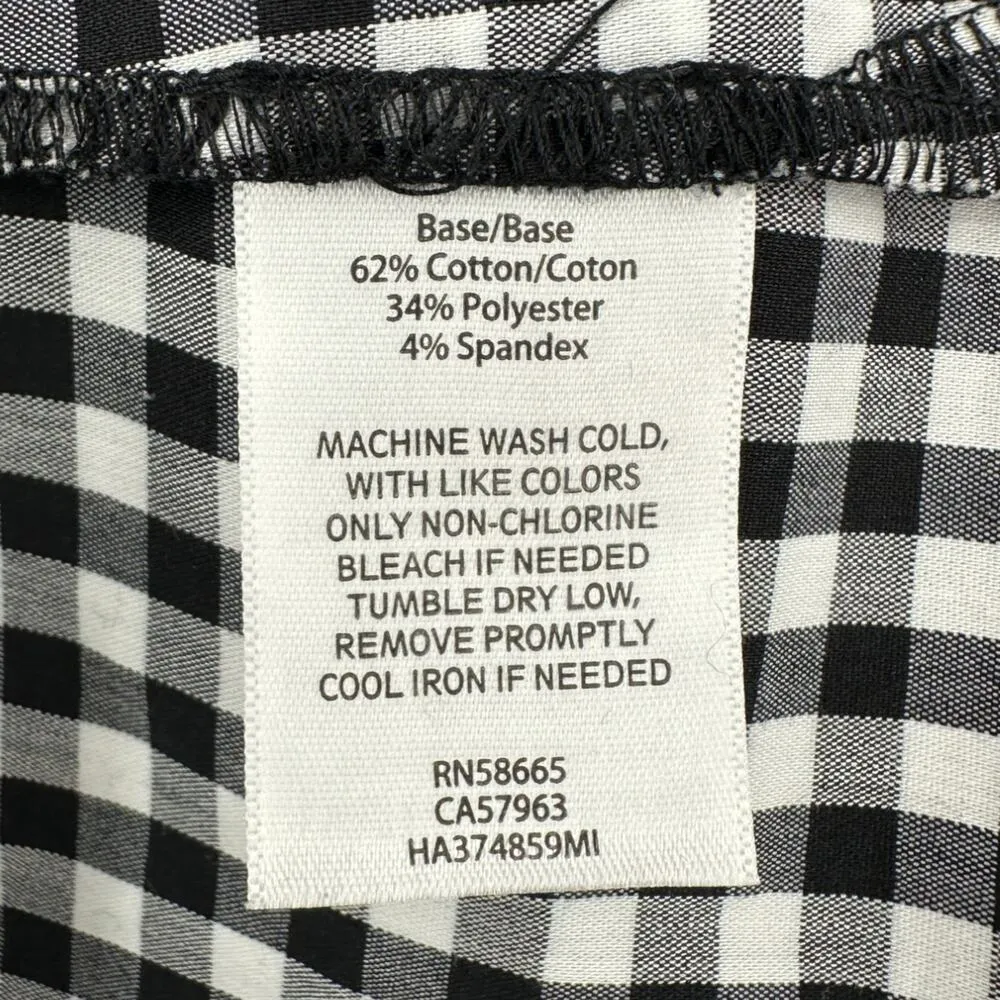 Base/Base
62% Cotton/Coton
34% Polyester
4% Spandex
MACHINE WASH COLD,
WITH LIKE COLORS
ONLY NON-CHLORINE
BLEACH IF NEEDED
TUMBLE DRY LOW,
REMOVE PROMPTLY
COOL IRON IF NEEDED
RN58665
CA57963
HA374859MI